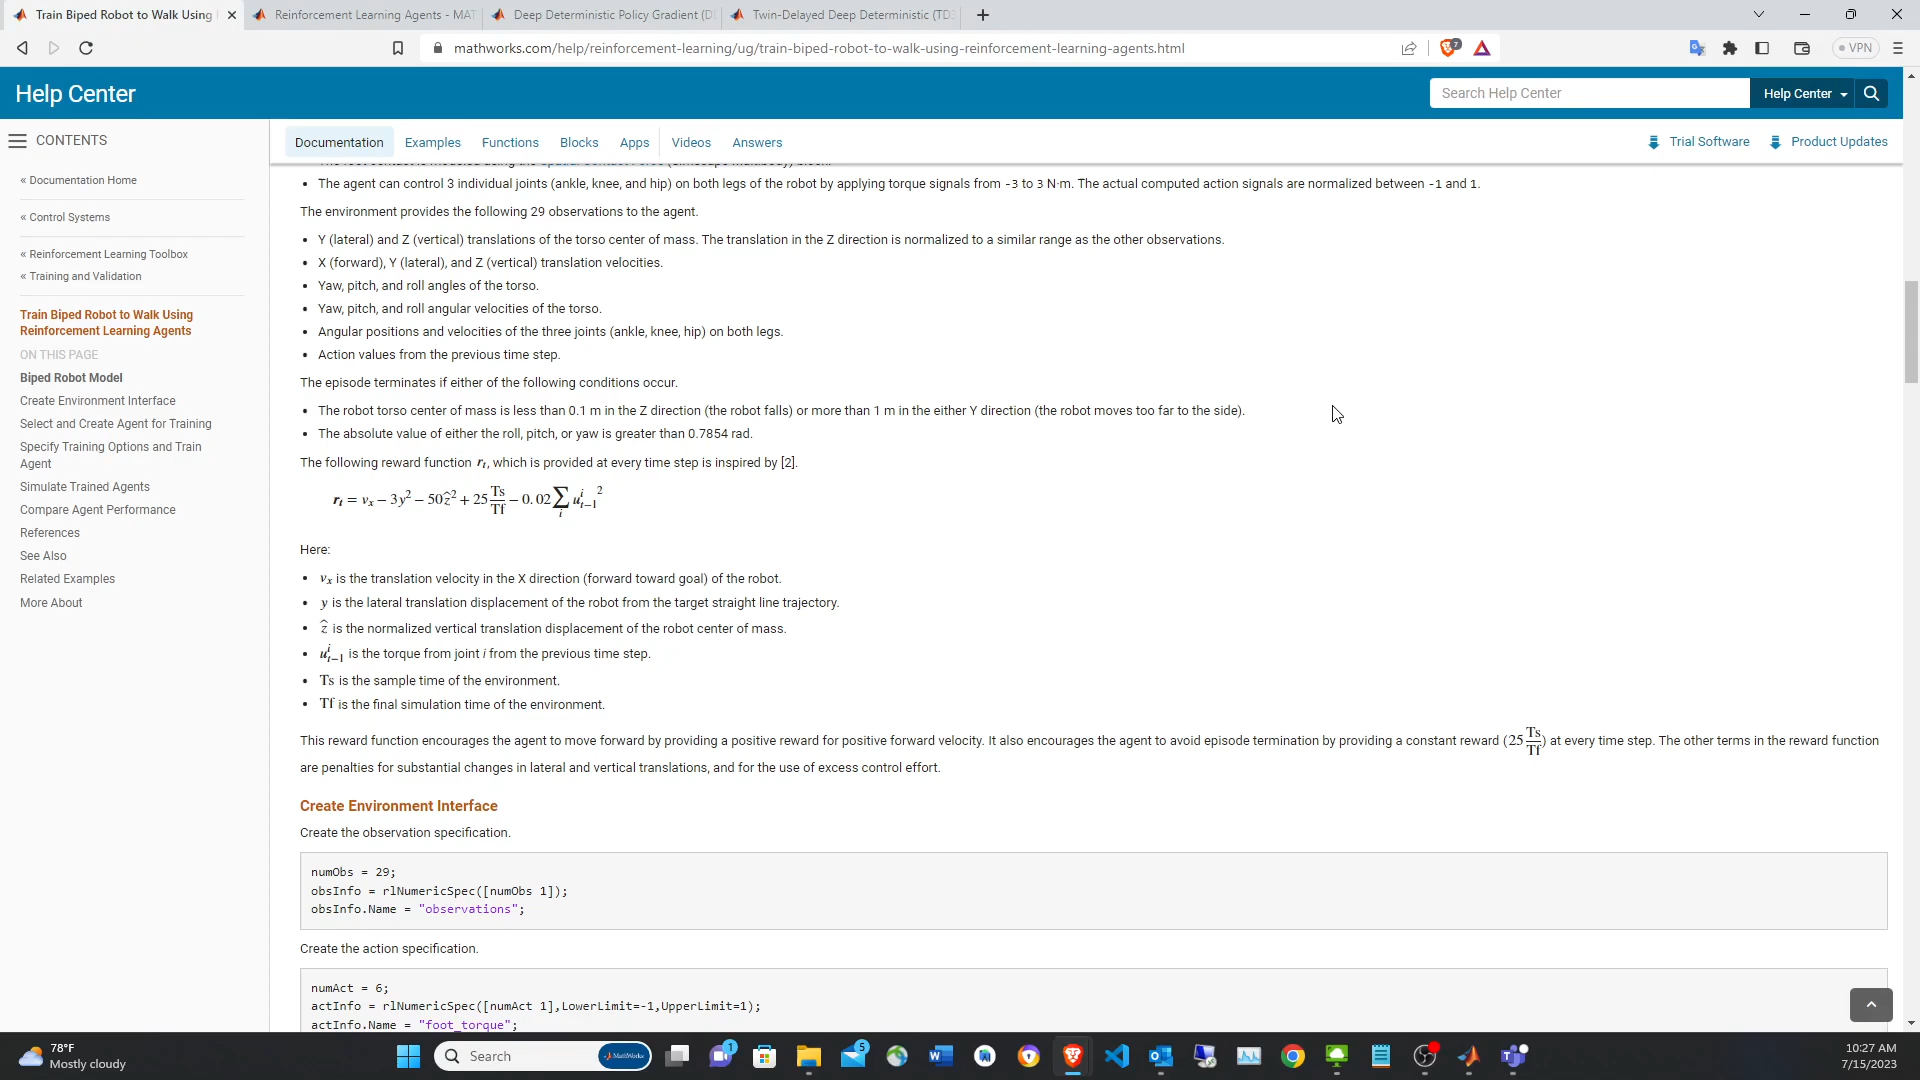 Train Biped Robot to Walk Using
Reinforcement Learning Agents - MAT
Deep Deterministic Policy Gradient (D
Twin-Delayed Deep Deterministic (TD3
mathworks.com/help/reinforcement-learning/ug/train-biped-robot-to-walk-using-reinforcement-learning-agents.html
7
VPN
Help Center
Search Help Center
Help Center
CONTENTS
Documentation
Examples
Functions
Blocks
Apps
Videos
Answers
Trial Software
Product Updates
« Documentation Home
« Control Systems
« Reinforcement Learning Toolbox
« Training and Validation
Train Biped Robot to Walk Using
Reinforcement Learning Agents
ON THIS PAGE
Biped Robot Model
Create Environment Interface
Select and Create Agent for Training
Specify Training Options and Train
Agent
Simulate Trained Agents
Compare Agent Performance
References
See Also
Related Examples
More About
• The agent can control 3 individual joints (ankle, knee, and hip) on both legs of the robot by applying torque signals from -3 to 3 N·m. The actual computed action signals are normalized between -1 and 1.
The environment provides the following 29 observations to the agent.
• Y (lateral) and Z (vertical) translations of the torso center of mass. The translation in the Z direction is normalized to a similar range as the other observations.
• X (forward), Y (lateral), and Z (vertical) translation velocities.
• Yaw, pitch, and roll angles of the torso.
• Yaw, pitch, and roll angular velocities of the torso.
• Angular positions and velocities of the three joints (ankle, knee, hip) on both legs.
• Action values from the previous time step.
The episode terminates if either of the following conditions occur.
• The robot torso center of mass is less than 0.1 m in the Z direction (the robot falls) or more than 1 m in the either Y direction (the robot moves too far to the side).
• The absolute value of either the roll, pitch, or yaw is greater than 0.7854 rad.
The following reward function r_t, which is provided at every time step is inspired by [2].
r_t = v_x − 3y² − 50ẑ² + 25 Ts/Tf − 0.02 ∑_i u^i_{t−1}²
Here:
• v_x is the translation velocity in the X direction (forward toward goal) of the robot.
• y is the lateral translation displacement of the robot from the target straight line trajectory.
• ẑ is the normalized vertical translation displacement of the robot center of mass.
• u^i_{t−1} is the torque from joint i from the previous time step.
• Ts is the sample time of the environment.
• Tf is the final simulation time of the environment.
This reward function encourages the agent to move forward by providing a positive reward for positive forward velocity. It also encourages the agent to avoid episode termination by providing a constant reward (25 Ts/Tf) at every time step. The other terms in the reward function
are penalties for substantial changes in lateral and vertical translations, and for the use of excess control effort.
Create Environment Interface
Create the observation specification.
numObs = 29;
obsInfo = rlNumericSpec([numObs 1]);
obsInfo.Name = "observations";
Create the action specification.
numAct = 6;
actInfo = rlNumericSpec([numAct 1],LowerLimit=-1,UpperLimit=1);
actInfo.Name = "foot_torque";
78°F
Mostly cloudy
Search
MathWorks
1
5
10:27 AM
7/15/2023